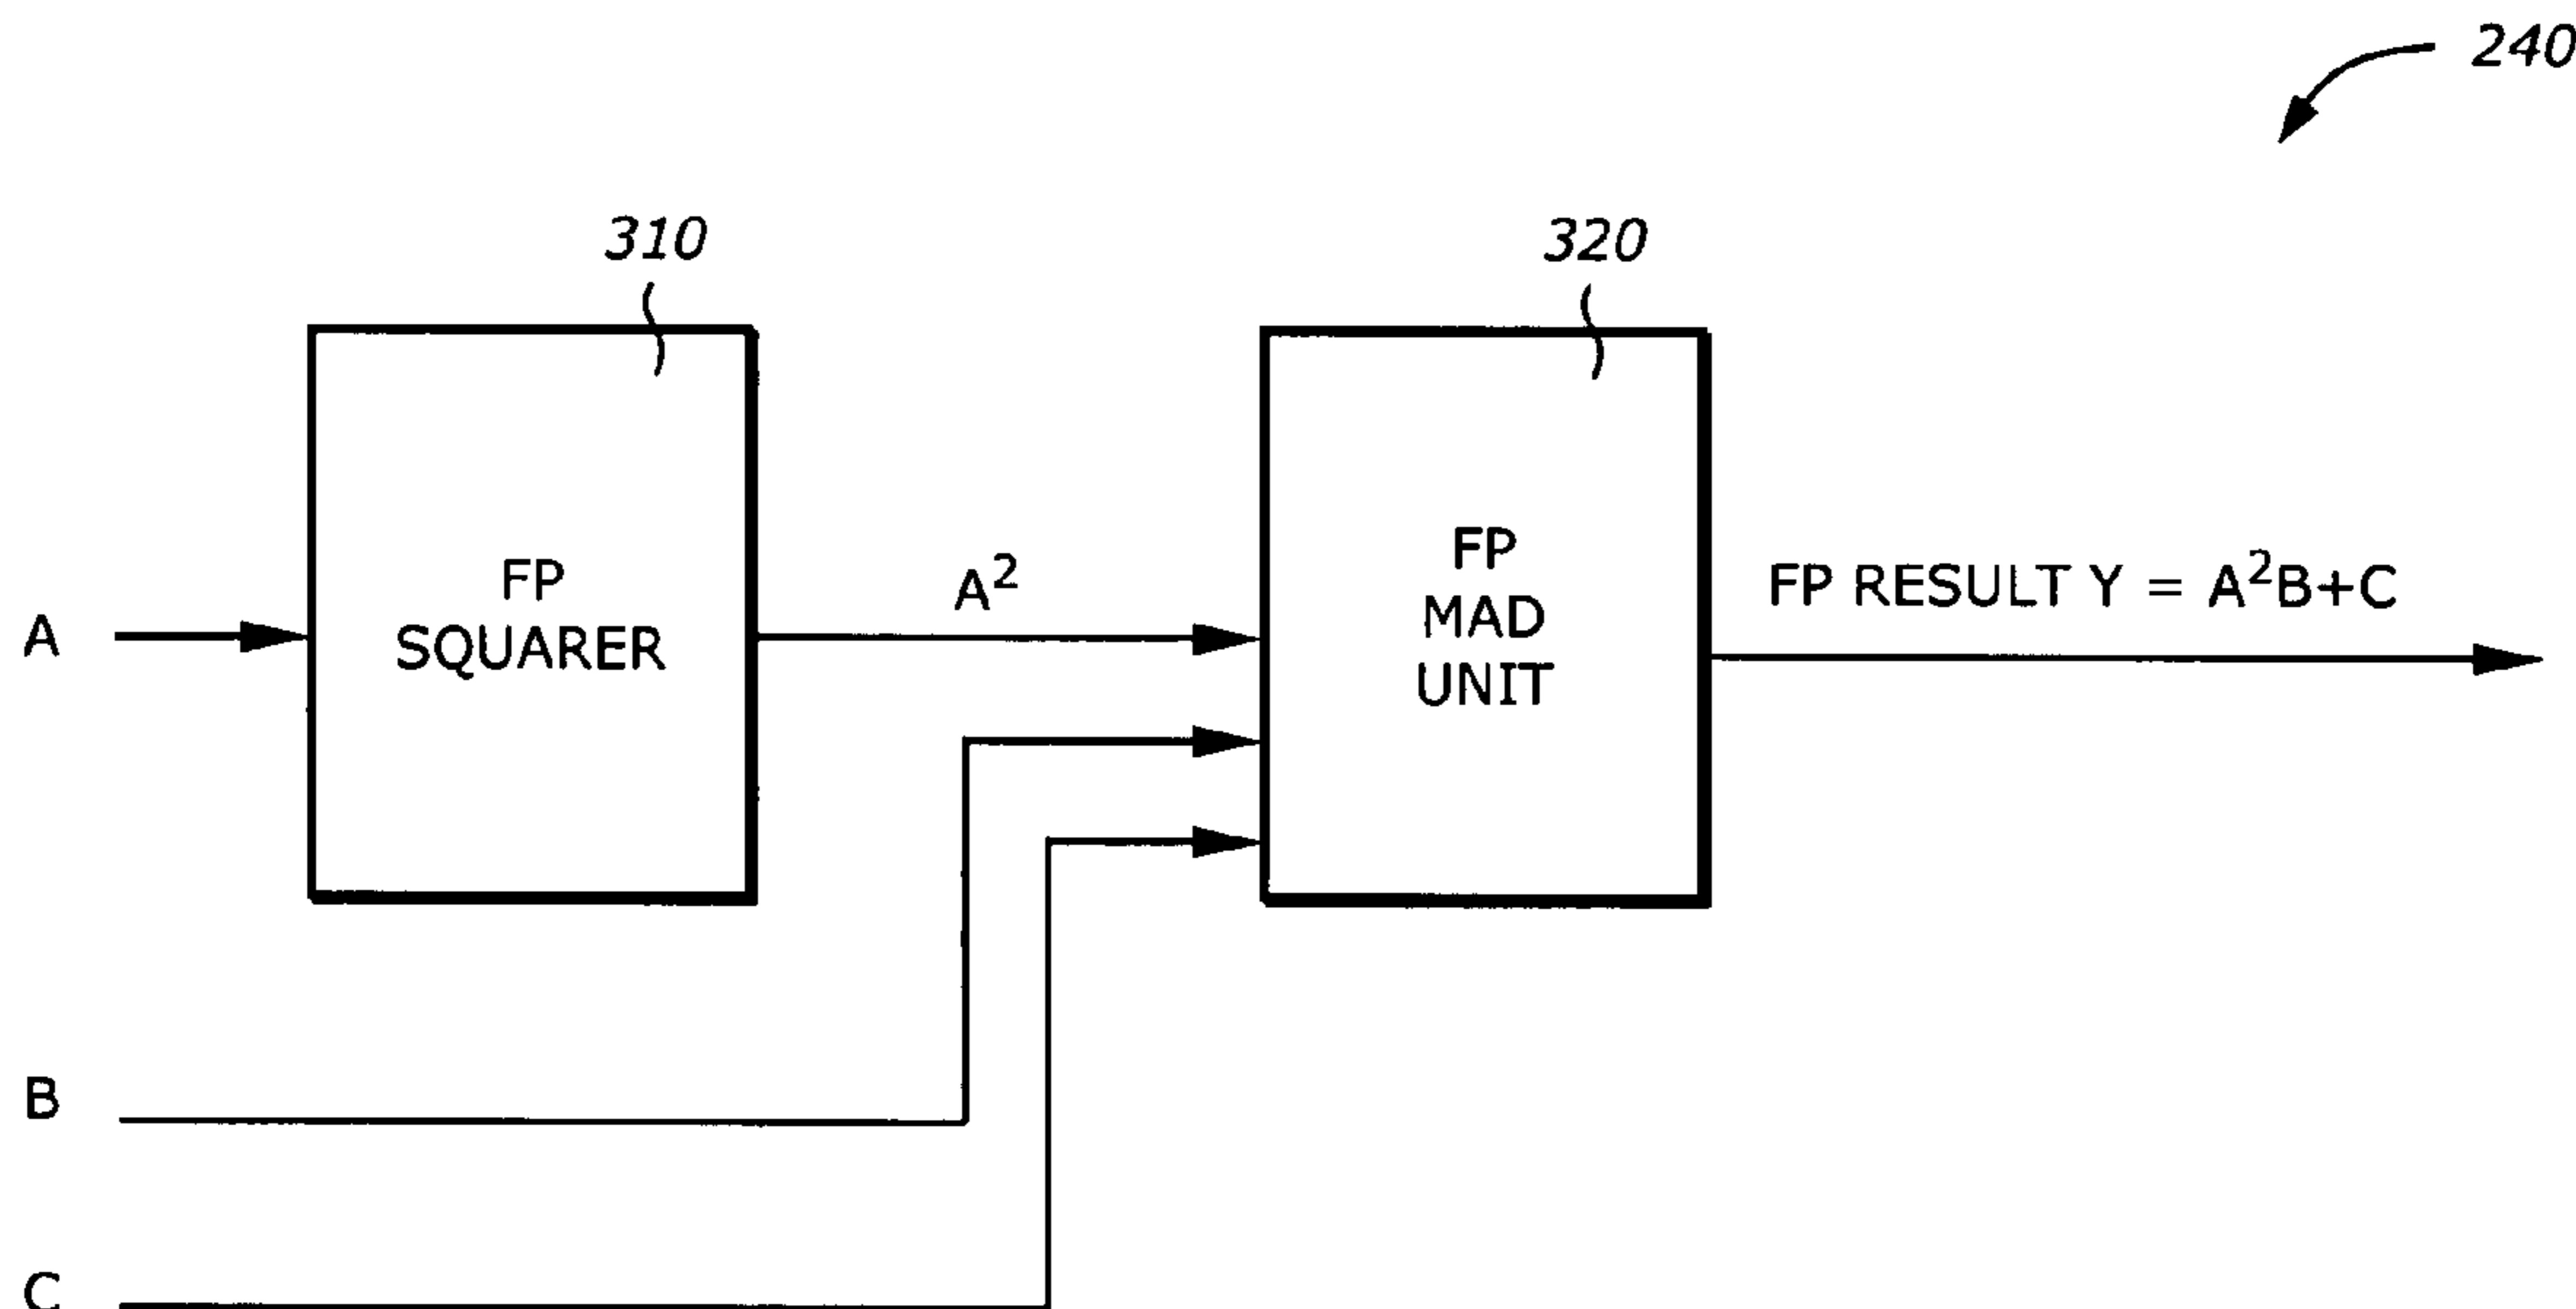 240
310
320
FP
SQUARER
A²
FP
MAD
UNIT
FP RESULT Y = A²B+C
A
B
C